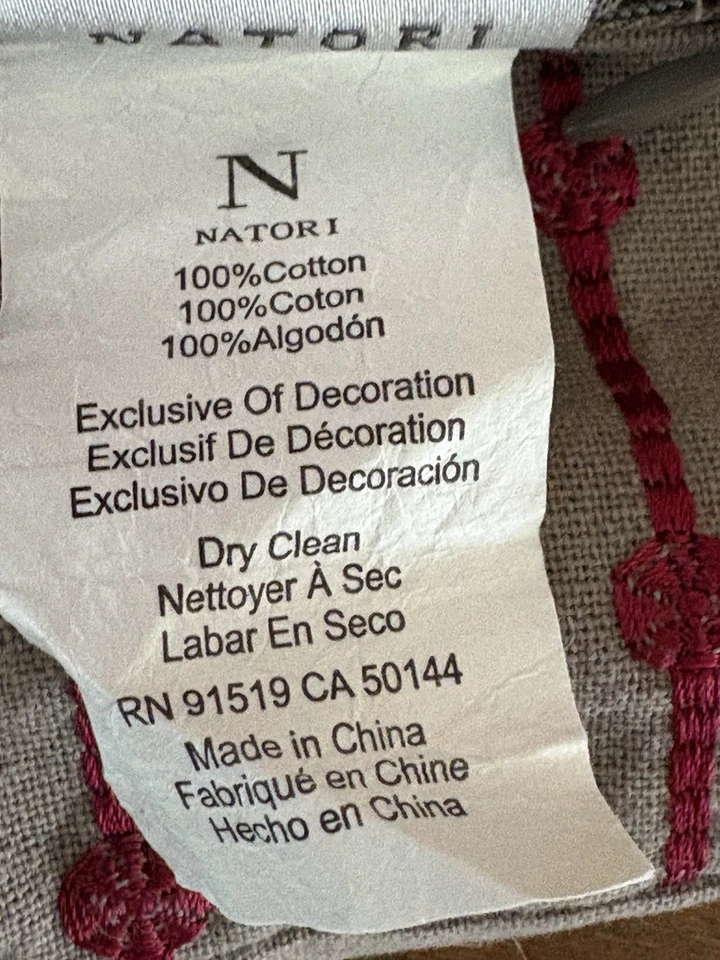 NATORI
N
NATORI
100%Cotton
100%Coton
100%Algodón
Exclusive Of Decoration
Exclusif De Décoration
Exclusivo De Decoración
Dry Clean
Nettoyer À Sec
Labar En Seco
RN 91519 CA 50144
Made in China
Fabriqué en Chine
Hecho en China